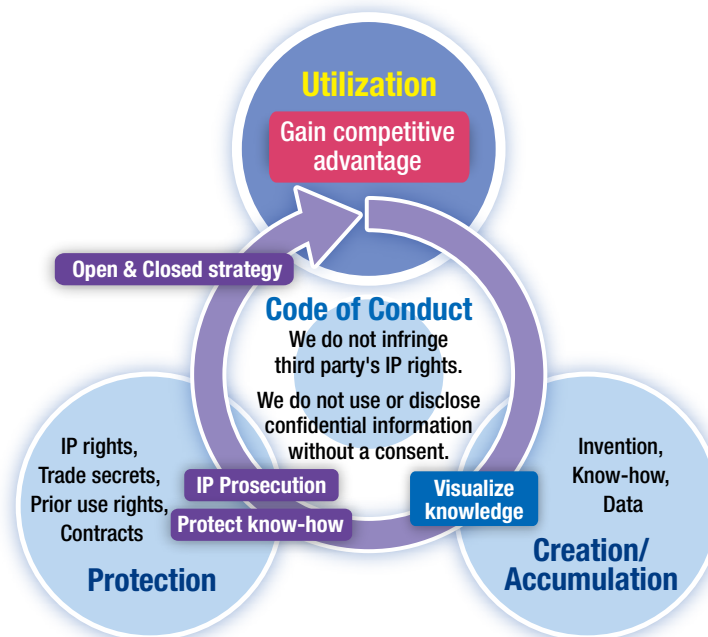 Utilization
Gain competitive
advantage
Open & Closed strategy
Code of Conduct
We do not infringe
third party's IP rights.
We do not use or disclose
confidential information
without a consent.
IP rights,
Trade secrets,
Prior use rights,
Contracts
Protection
IP Prosecution
Protect know-how
Visualize
knowledge
Invention,
Know-how,
Data
Creation/
Accumulation